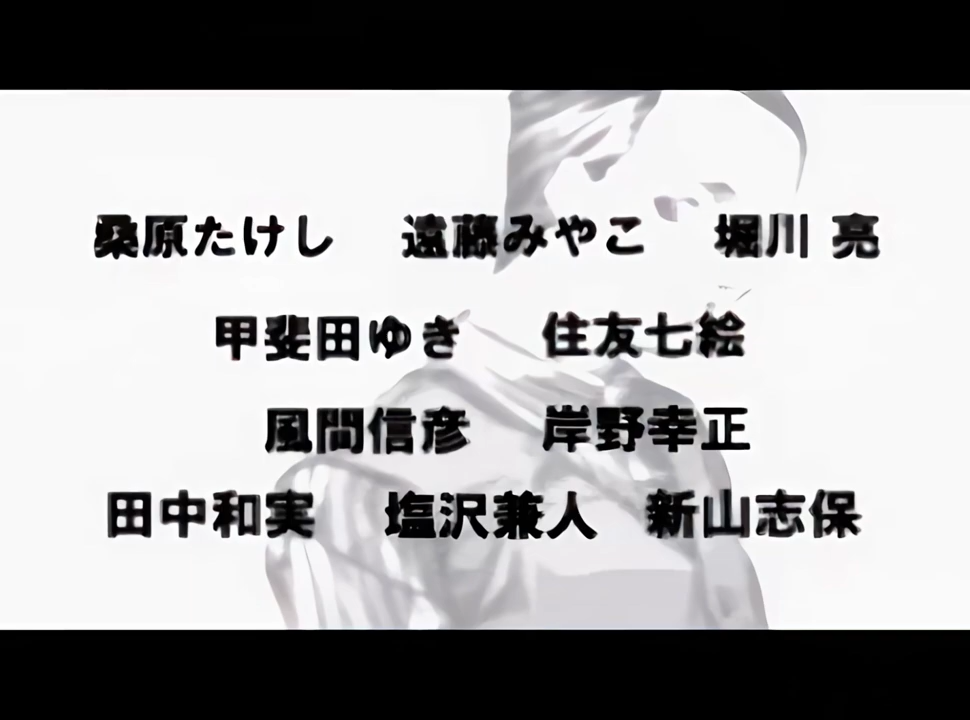 桑原たけし 遠藤みやこ 堀川 亮
甲斐田ゆき 住友七絵
風間信彦 岸野幸正
田中和実 塩沢兼人 新山志保